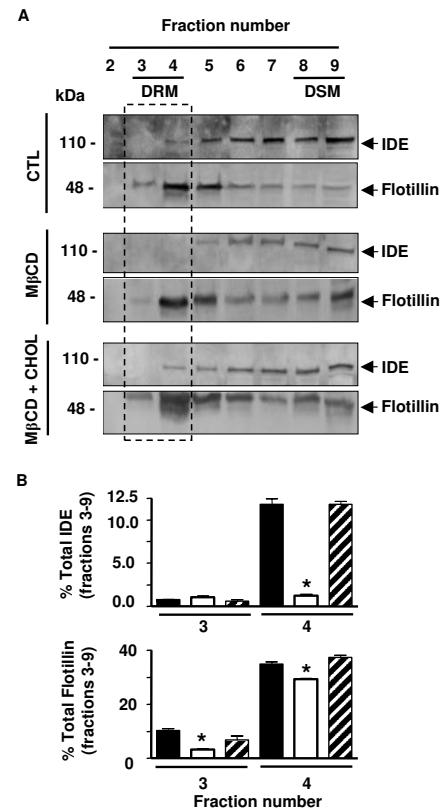 A
Fraction number
2 3 4 5 6 7 8 9
kDa DRM DSM
CTL
110 - IDE
48 - Flotillin
MβCD
110 - IDE
48 - Flotillin
MβCD + CHOL
110 - IDE
48 - Flotillin
B
% Total IDE
(fractions 3-9)
12.5
10.0
5.0
0.0
*
3 4
% Total Flotillin
(fractions 3-9)
40
20
0
* *
3 4
Fraction number